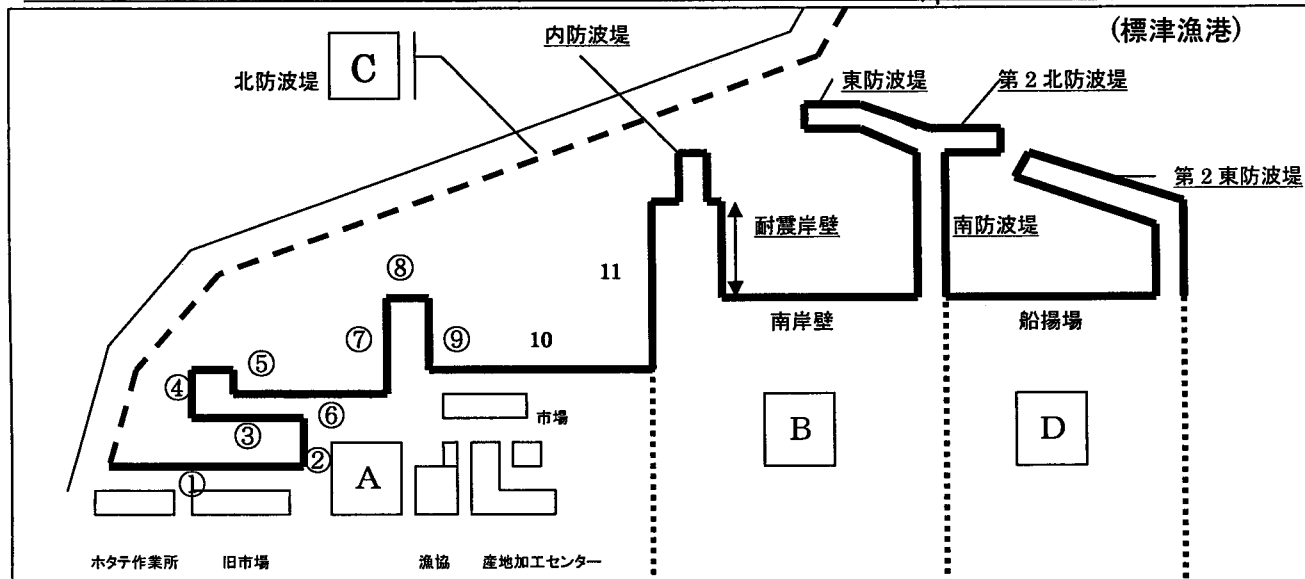 (標津漁港)
内防波堤
北防波堤
C
東防波堤
第2北防波堤
第2東防波堤
耐震岸壁
南防波堤
11
⑧
南岸壁
船揚場
⑦
⑨
10
⑤
④
⑥
市場
③
B
D
②
A
①
ホタテ作業所
旧市場
漁協
産地加工センター